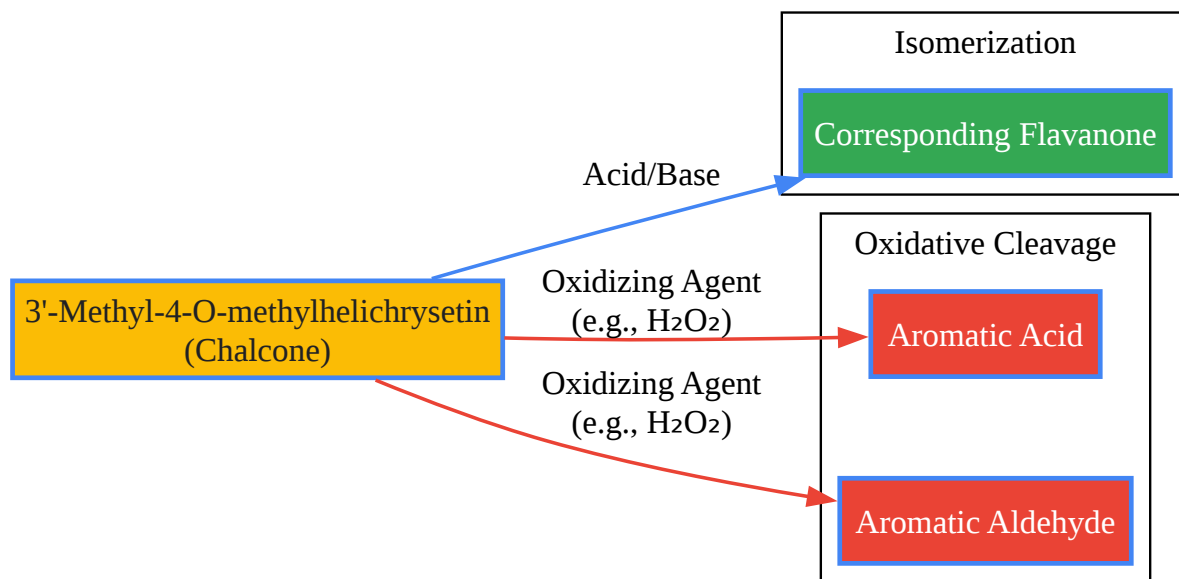 Isomerization
Corresponding Flavanone
Acid/Base
Oxidative Cleavage
3'-Methyl-4-O-methylhelichrysetin
(Chalcone)
Oxidizing Agent
(e.g., H₂O₂)
Aromatic Acid
Oxidizing Agent
(e.g., H₂O₂)
Aromatic Aldehyde